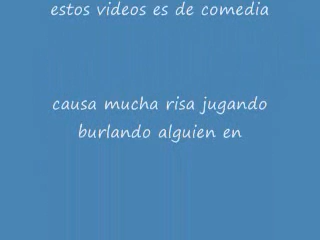 estos videos es de comedia
causa mucha risa jugando
burlando alguien en